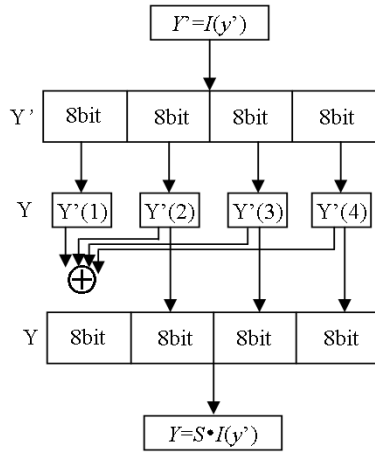 Y'=I(y')
Y' 8bit 8bit 8bit 8bit
Y Y'(1) Y'(2) Y'(3) Y'(4)
Y 8bit 8bit 8bit 8bit
Y=S•I(y')